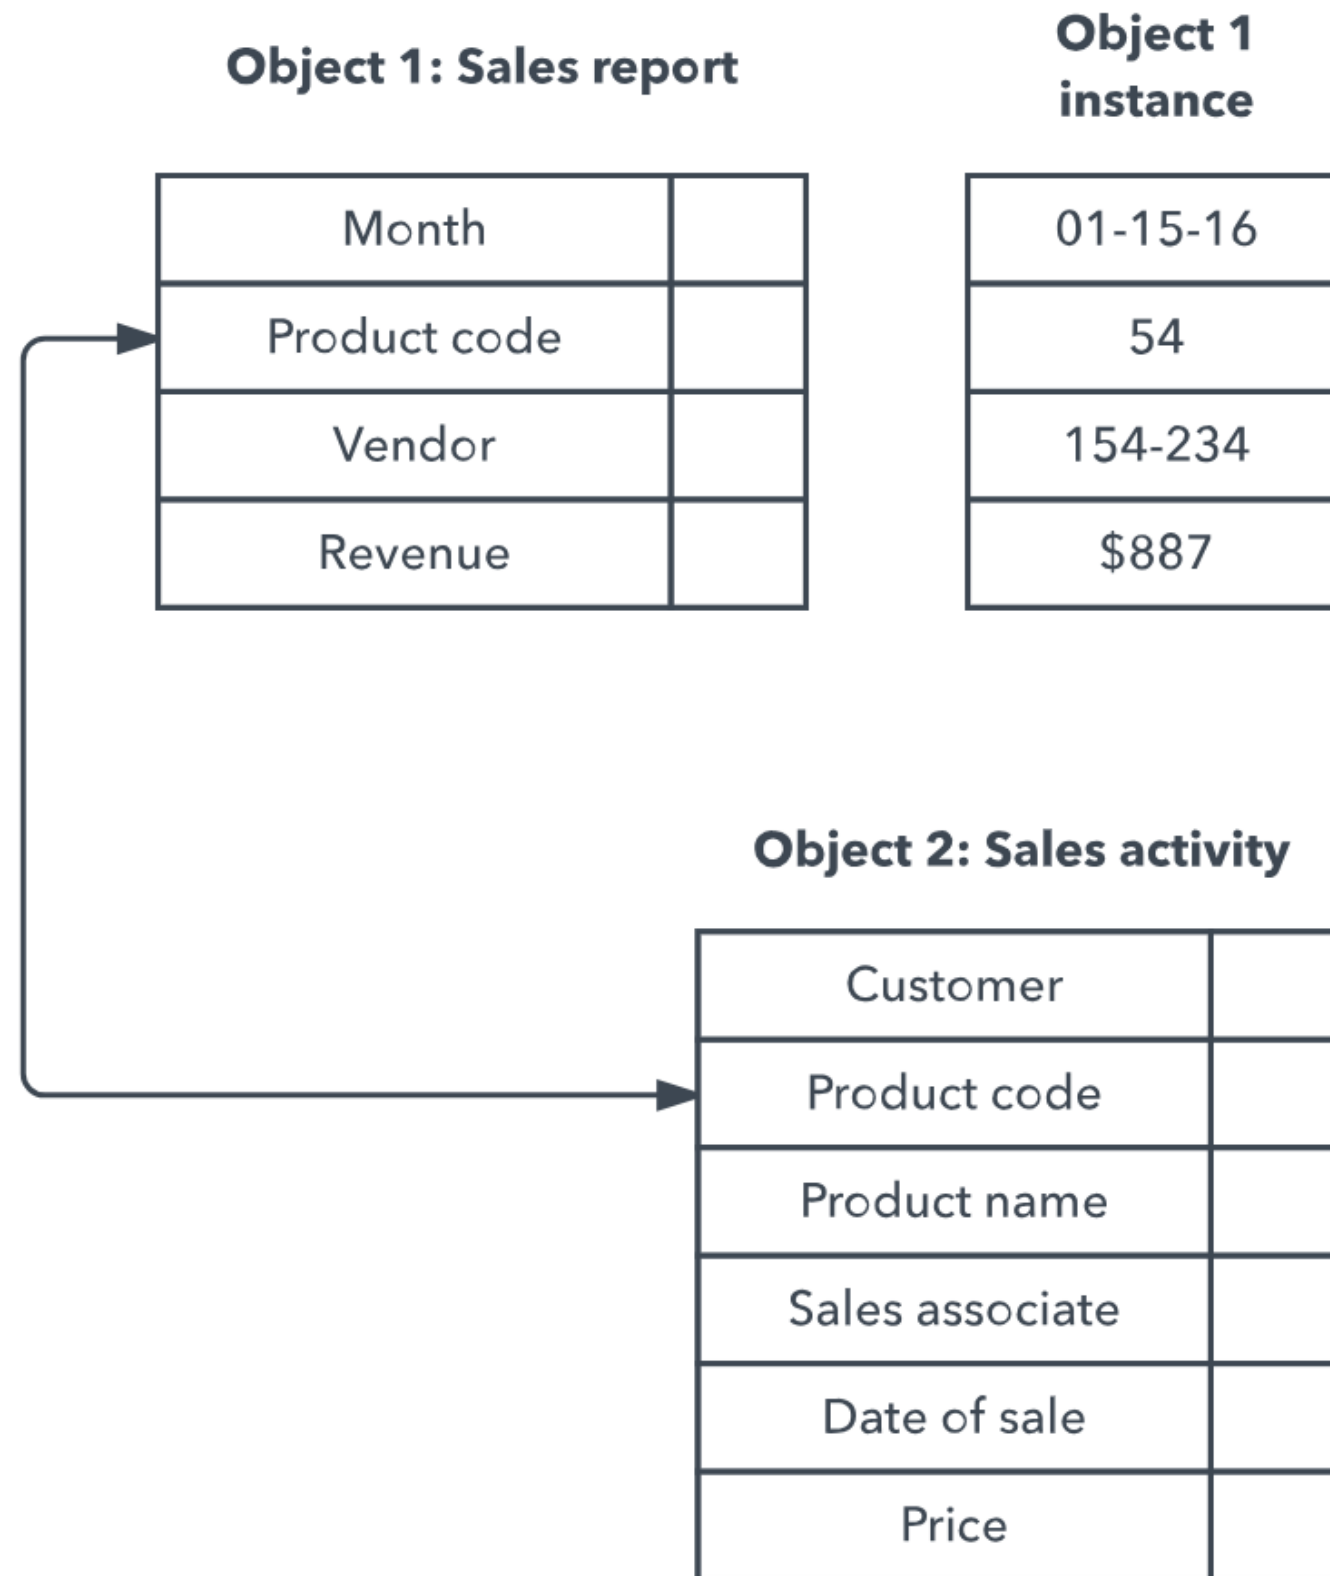 Object 1: Sales report
Month
Product code
Vendor
Revenue
Object 1
instance
01-15-16
54
154-234
$887
Object 2: Sales activity
Customer
Product code
Product name
Sales associate
Date of sale
Price